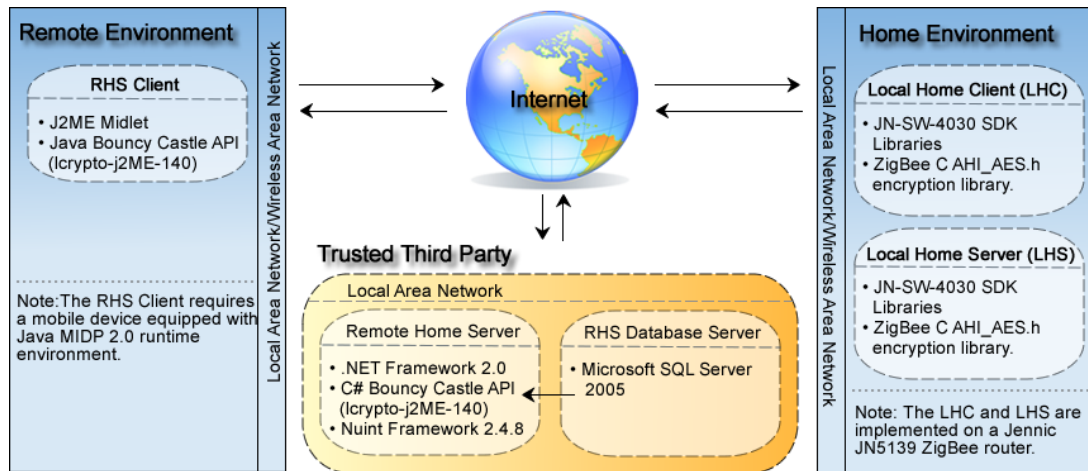 Remote Environment
RHS Client
• J2ME Midlet
• Java Bouncy Castle API
(lcrypto-j2ME-140)
Note:The RHS Client requires
a mobile device equipped with
Java MIDP 2.0 runtime
environment.
Local Area Network/Wireless Area Network
Internet
Trusted Third Party
Local Area Network
Remote Home Server
• .NET Framework 2.0
• C# Bouncy Castle API
(lcrypto-j2ME-140)
• Nuint Framework 2.4.8
RHS Database Server
• Microsoft SQL Server
2005
Local Area Network/Wireless Area Network
Home Environment
Local Home Client (LHC)
• JN-SW-4030 SDK
Libraries
• ZigBee C AHI_AES.h
encryption library.
Local Home Server (LHS)
• JN-SW-4030 SDK
Libraries
• ZigBee C AHI_AES.h
encryption library.
Note: The LHC and LHS are
implemented on a Jennic
JN5139 ZigBee router.